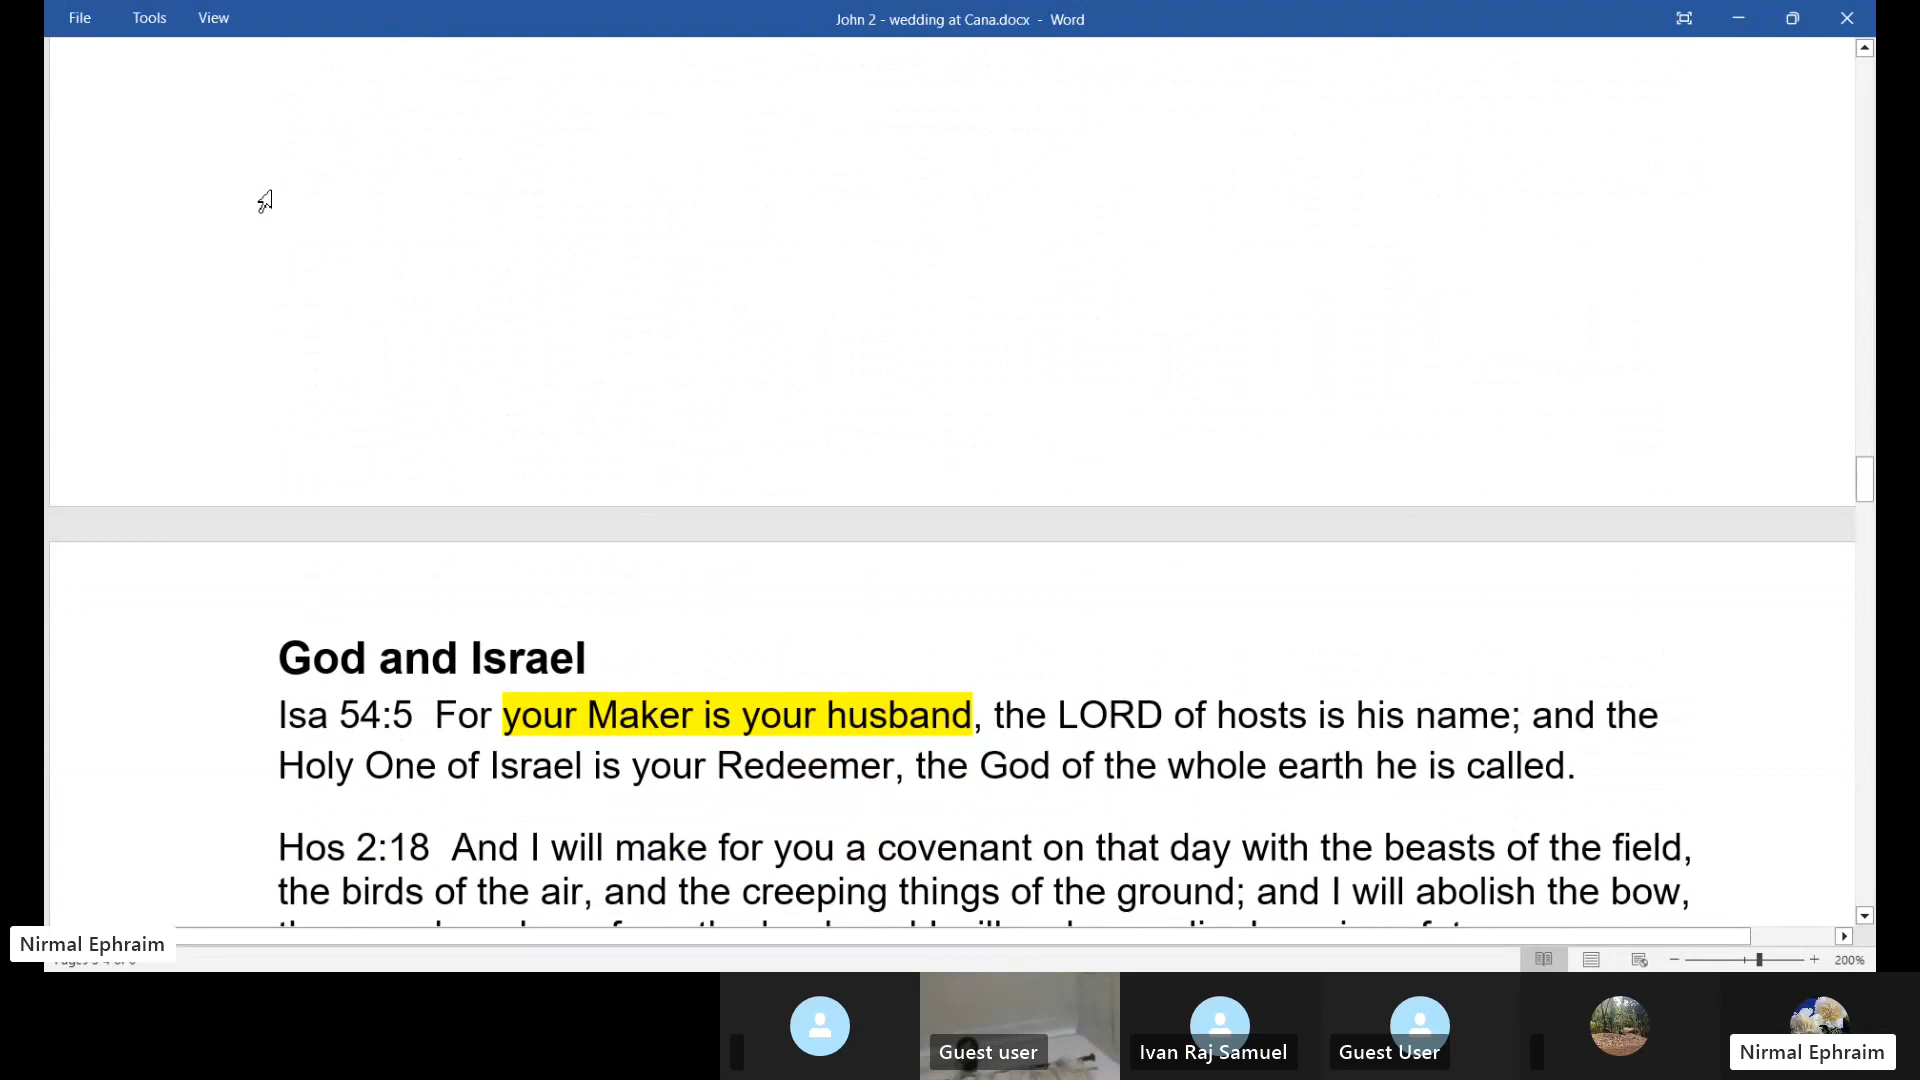 File Tools View John 2 - wedding at Cana.docx - Word
God and Israel
Isa 54:5 For your Maker is your husband, the LORD of hosts is his name; and the
Holy One of Israel is your Redeemer, the God of the whole earth he is called.
Hos 2:18 And I will make for you a covenant on that day with the beasts of the field,
the birds of the air, and the creeping things of the ground; and I will abolish the bow,
Nirmal Ephraim
200%
Guest user
Ivan Raj Samuel
Guest User
Nirmal Ephraim